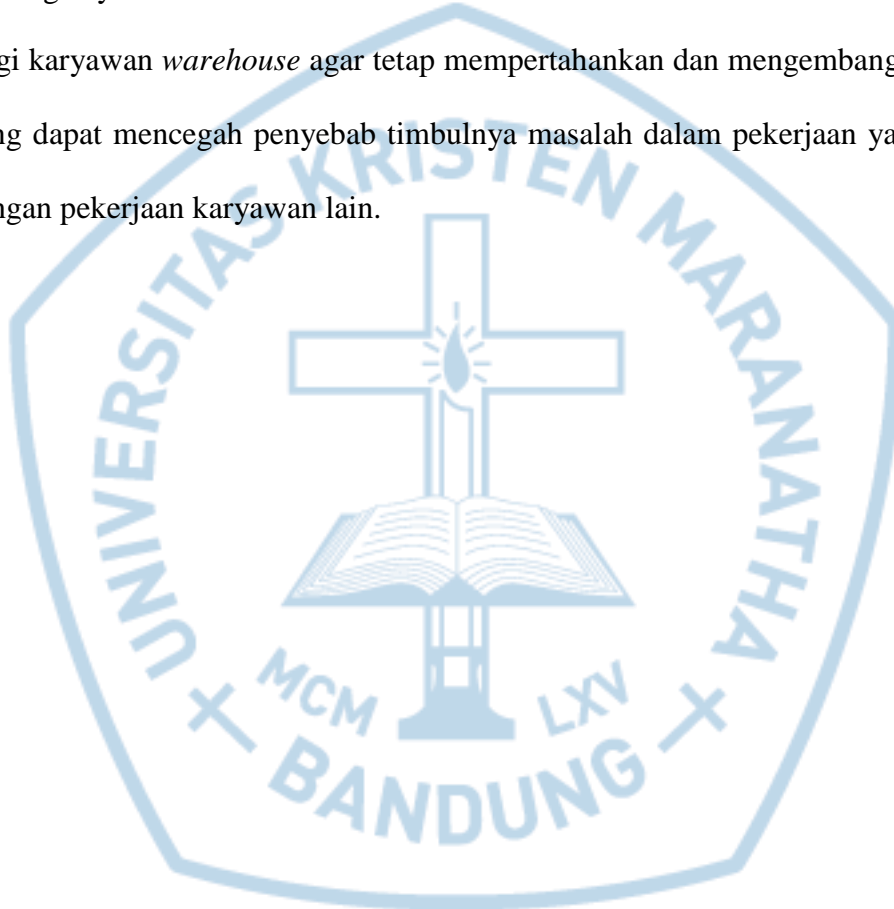 gi karyawan warehouse agar tetap mempertahankan dan mengembang
ng dapat mencegah penyebab timbulnya masalah dalam pekerjaan ya
ngan pekerjaan karyawan lain.
UNIVERSITAS KRISTEN MARANATHA
MCM LXV
BANDUNG